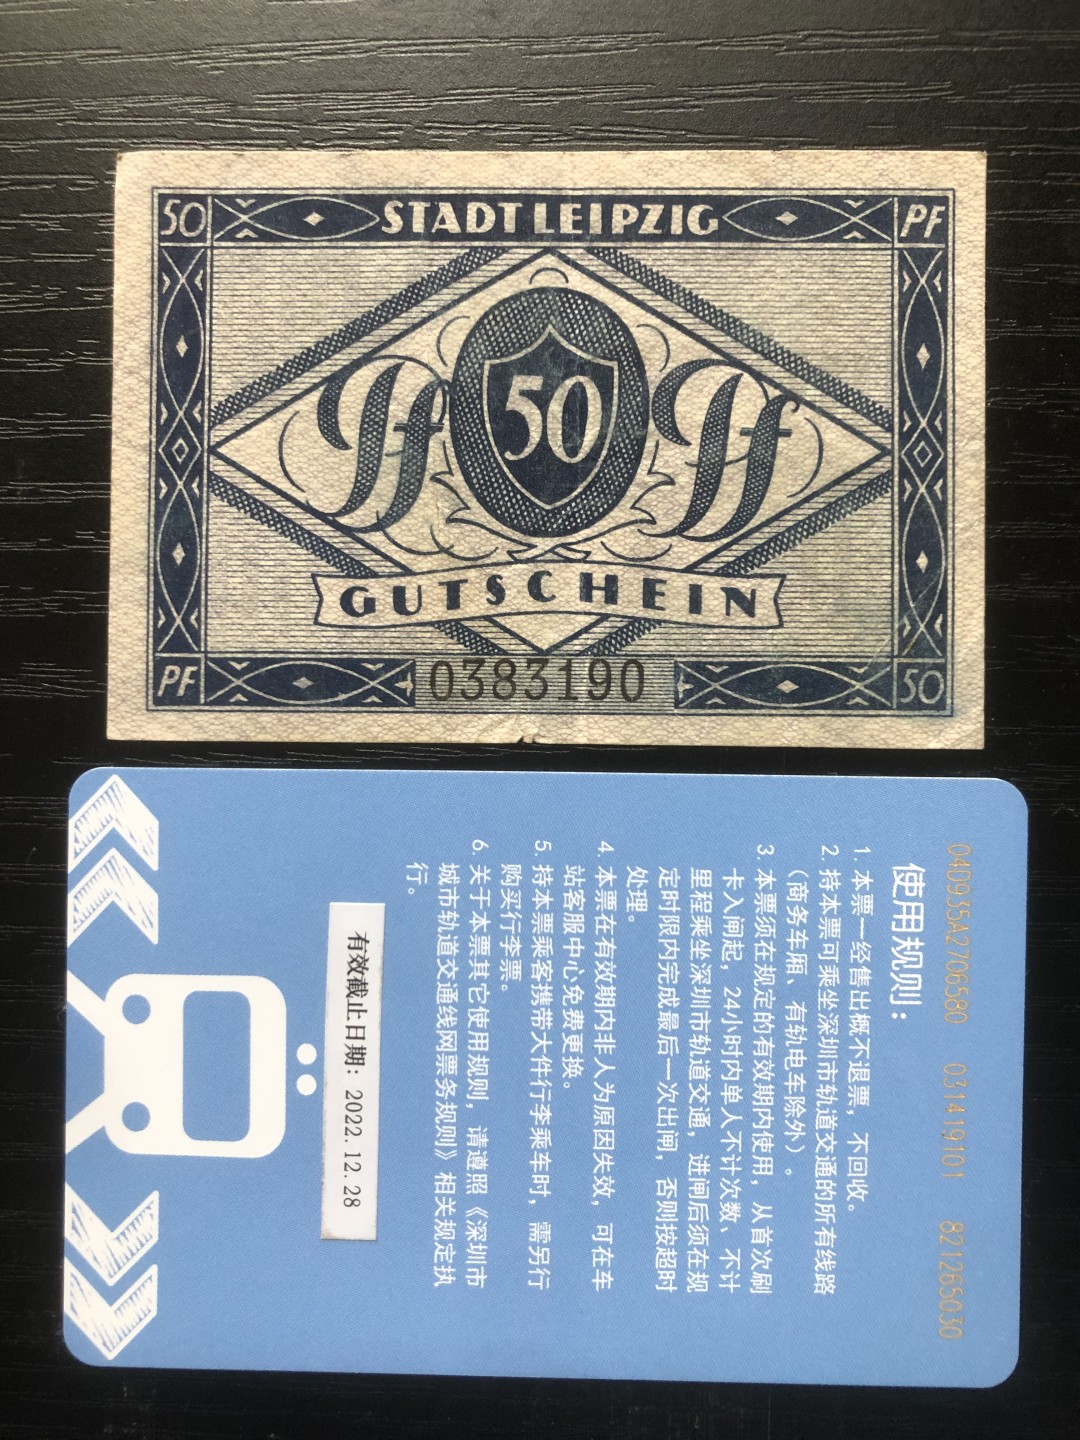 50 STADT LEIPZIG PF
Pf 50 Pf
GUTSCHEIN
PF 0383190 50
04D935A2706580 031419101 821265030
使用规则：
1. 本票一经售出概不退票，不回收。
2. 持本票可乘坐深圳市轨道交通的所有线路
（商务车厢、有轨电车除外）。
3. 本票须在规定的有效期内使用，从首次刷
卡入闸起，24小时内单人不计次数、不计
里程乘坐深圳市轨道交通，进闸后须在规
定时限内完成最后一次出闸，否则按超时
处理。
4. 本票在有效期内非人为原因失效，可在车
站客服中心免费更换。
5. 持本票乘客携带大件行李乘车时，需另行
购买行李票。
6. 关于本票其它使用规则，请遵照《深圳市
城市轨道交通线网票务规则》相关规定执
行。
有效截止日期：2022.12.28